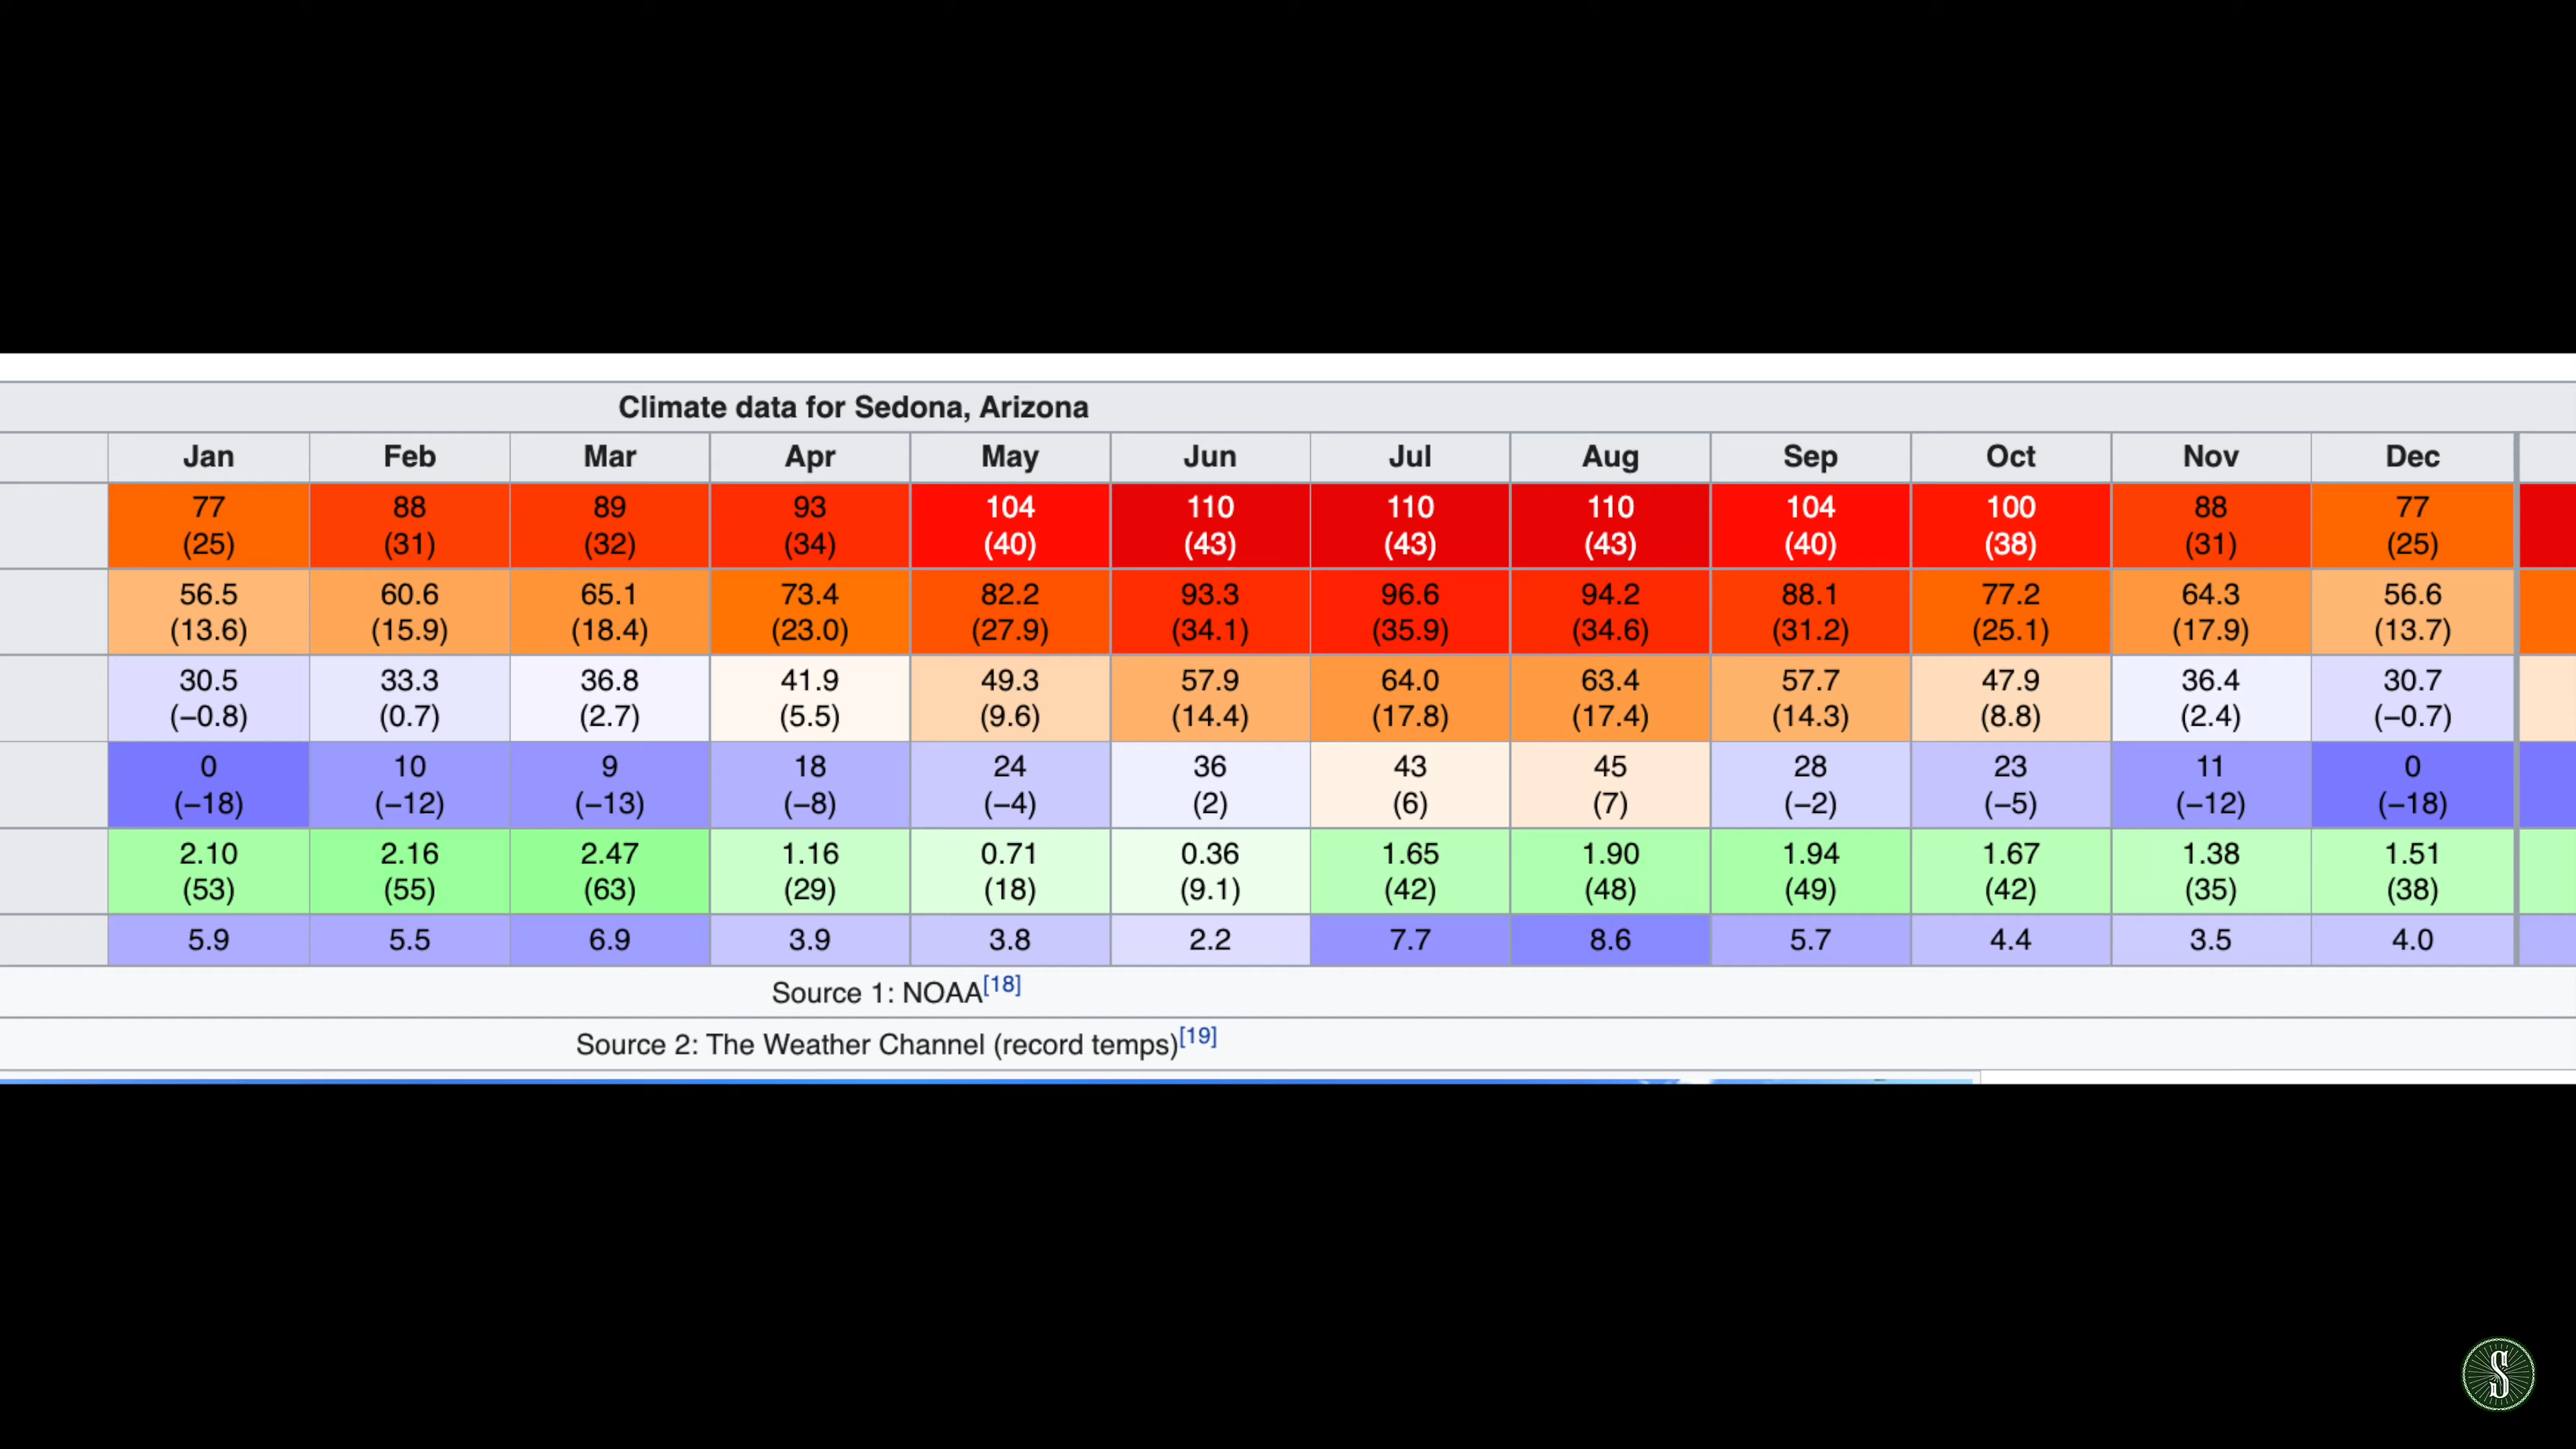 Climate data for Sedona, Arizona
Jan Feb Mar Apr May Jun Jul Aug Sep Oct Nov Dec
77 88 89 93 104 110 110 110 104 100 88 77
(25) (31) (32) (34) (40) (43) (43) (43) (40) (38) (31) (25)
56.5 60.6 65.1 73.4 82.2 93.3 96.6 94.2 88.1 77.2 64.3 56.6
(13.6) (15.9) (18.4) (23.0) (27.9) (34.1) (35.9) (34.6) (31.2) (25.1) (17.9) (13.7)
30.5 33.3 36.8 41.9 49.3 57.9 64.0 63.4 57.7 47.9 36.4 30.7
(−0.8) (0.7) (2.7) (5.5) (9.6) (14.4) (17.8) (17.4) (14.3) (8.8) (2.4) (−0.7)
0 10 9 18 24 36 43 45 28 23 11 0
(−18) (−12) (−13) (−8) (−4) (2) (6) (7) (−2) (−5) (−12) (−18)
2.10 2.16 2.47 1.16 0.71 0.36 1.65 1.90 1.94 1.67 1.38 1.51
(53) (55) (63) (29) (18) (9.1) (42) (48) (49) (42) (35) (38)
5.9 5.5 6.9 3.9 3.8 2.2 7.7 8.6 5.7 4.4 3.5 4.0
Source 1: NOAA[18]
Source 2: The Weather Channel (record temps)[19]
S